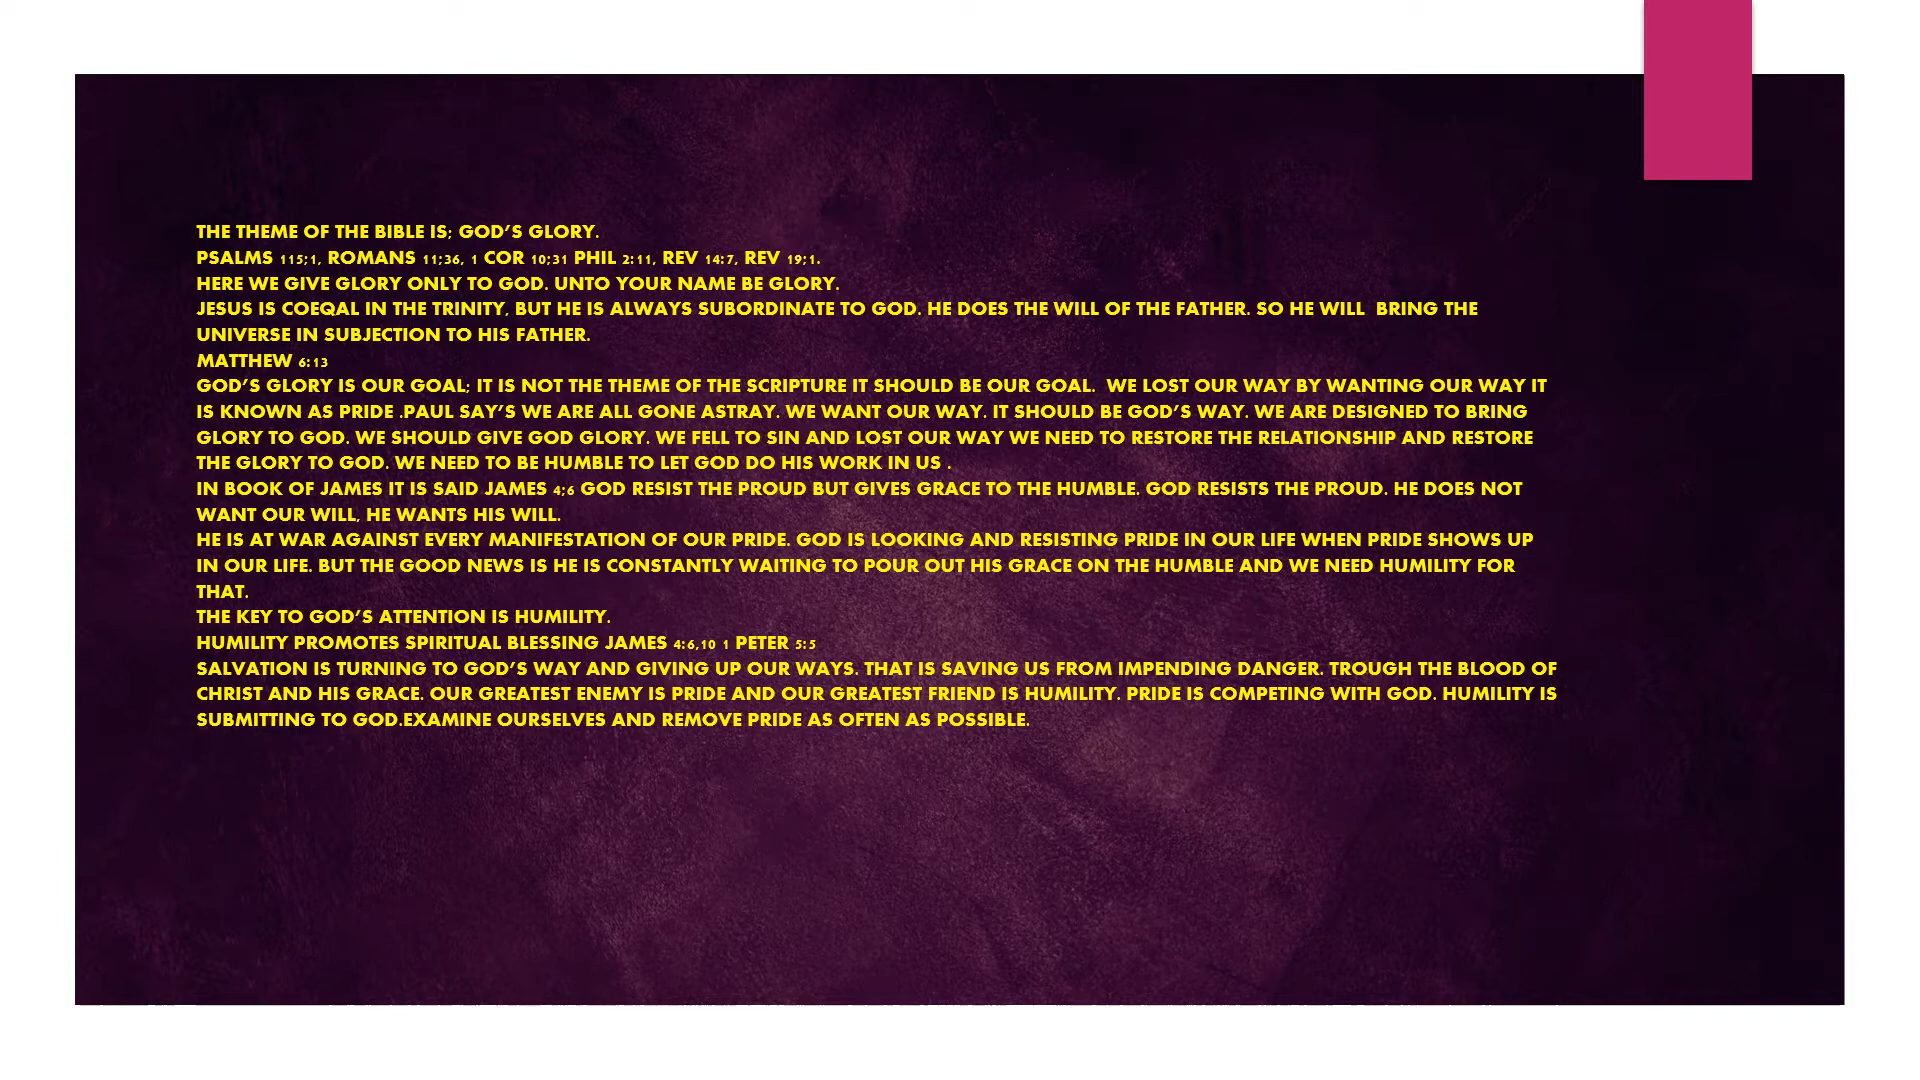 THE THEME OF THE BIBLE IS; GOD’S GLORY.
PSALMS 115;1, ROMANS 11;36, 1 COR 10;31 PHIL 2:11, REV 14:7, REV 19;1.
HERE WE GIVE GLORY ONLY TO GOD. UNTO YOUR NAME BE GLORY.
JESUS IS COEQAL IN THE TRINITY, BUT HE IS ALWAYS SUBORDINATE TO GOD. HE DOES THE WILL OF THE FATHER. SO HE WILL  BRING THE
UNIVERSE IN SUBJECTION TO HIS FATHER.
MATTHEW 6:13
GOD’S GLORY IS OUR GOAL; IT IS NOT THE THEME OF THE SCRIPTURE IT SHOULD BE OUR GOAL.  WE LOST OUR WAY BY WANTING OUR WAY IT
IS KNOWN AS PRIDE .PAUL SAY’S WE ARE ALL GONE ASTRAY. WE WANT OUR WAY. IT SHOULD BE GOD’S WAY. WE ARE DESIGNED TO BRING
GLORY TO GOD. WE SHOULD GIVE GOD GLORY. WE FELL TO SIN AND LOST OUR WAY WE NEED TO RESTORE THE RELATIONSHIP AND RESTORE
THE GLORY TO GOD. WE NEED TO BE HUMBLE TO LET GOD DO HIS WORK IN US .
IN BOOK OF JAMES IT IS SAID JAMES 4;6 GOD RESIST THE PROUD BUT GIVES GRACE TO THE HUMBLE. GOD RESISTS THE PROUD. HE DOES NOT
WANT OUR WILL, HE WANTS HIS WILL.
HE IS AT WAR AGAINST EVERY MANIFESTATION OF OUR PRIDE. GOD IS LOOKING AND RESISTING PRIDE IN OUR LIFE WHEN PRIDE SHOWS UP
IN OUR LIFE. BUT THE GOOD NEWS IS HE IS CONSTANTLY WAITING TO POUR OUT HIS GRACE ON THE HUMBLE AND WE NEED HUMILITY FOR
THAT.
THE KEY TO GOD’S ATTENTION IS HUMILITY.
HUMILITY PROMOTES SPIRITUAL BLESSING JAMES 4:6,10 1 PETER 5:5
SALVATION IS TURNING TO GOD’S WAY AND GIVING UP OUR WAYS. THAT IS SAVING US FROM IMPENDING DANGER. TROUGH THE BLOOD OF
CHRIST AND HIS GRACE. OUR GREATEST ENEMY IS PRIDE AND OUR GREATEST FRIEND IS HUMILITY. PRIDE IS COMPETING WITH GOD. HUMILITY IS
SUBMITTING TO GOD.EXAMINE OURSELVES AND REMOVE PRIDE AS OFTEN AS POSSIBLE.